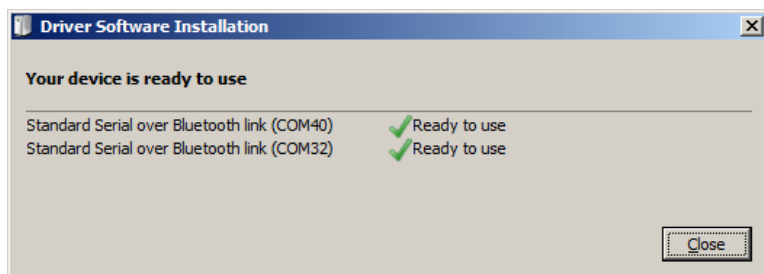 Driver Software Installation
Your device is ready to use
Standard Serial over Bluetooth link (COM40) Ready to use
Standard Serial over Bluetooth link (COM32) Ready to use
Close